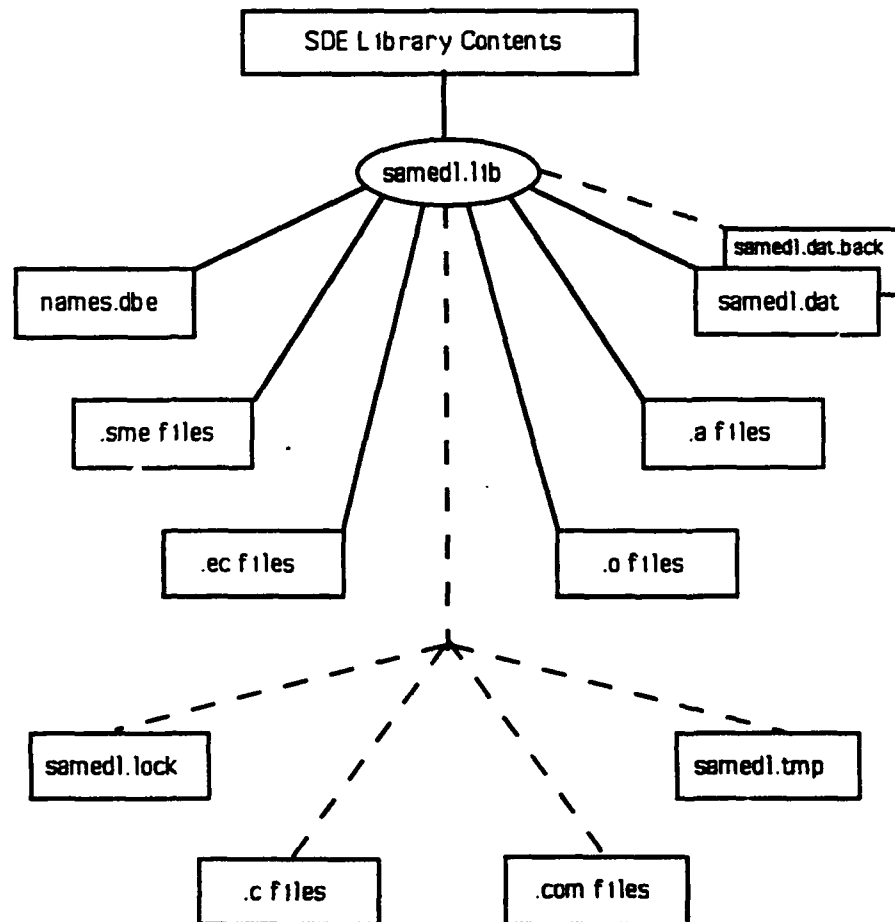 SDE Library Contents
samedl.lib
samedl.dat.back
names.dbe
samedl.dat
.sme files
.a files
.ec files
.o files
samedl.lock
samedl.tmp
.c files
.com files